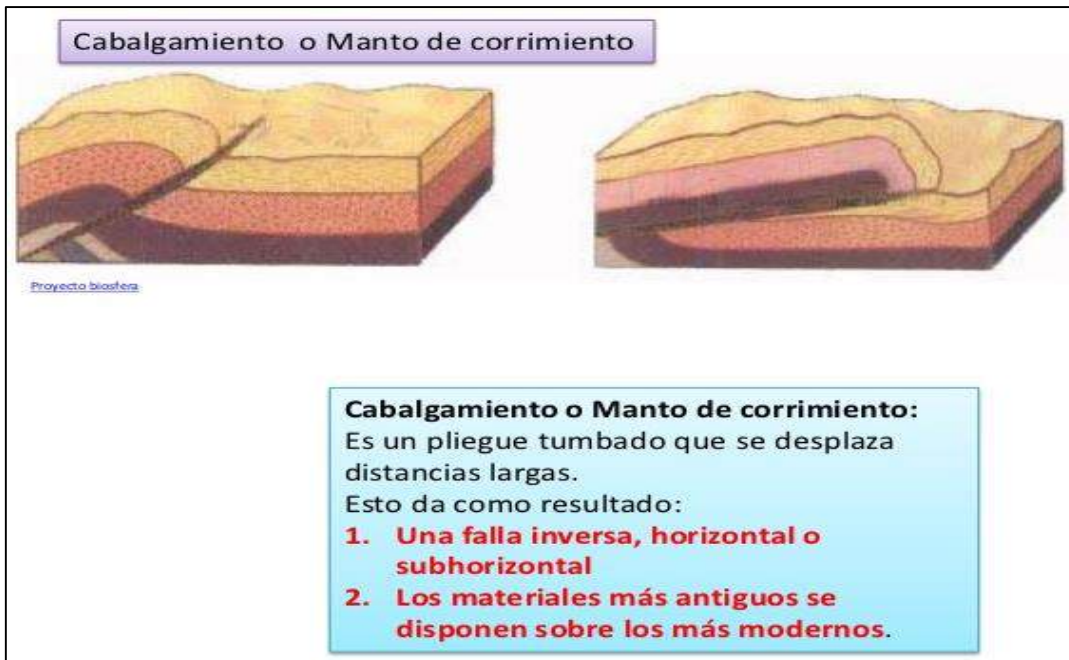 Cabalgamiento o Manto de corrimiento
Proyecto biosfera
Cabalgamiento o Manto de corrimiento:
Es un pliegue tumbado que se desplaza
distancias largas.
Esto da como resultado:
1. Una falla inversa, horizontal o
subhorizontal
2. Los materiales más antiguos se
disponen sobre los más modernos.